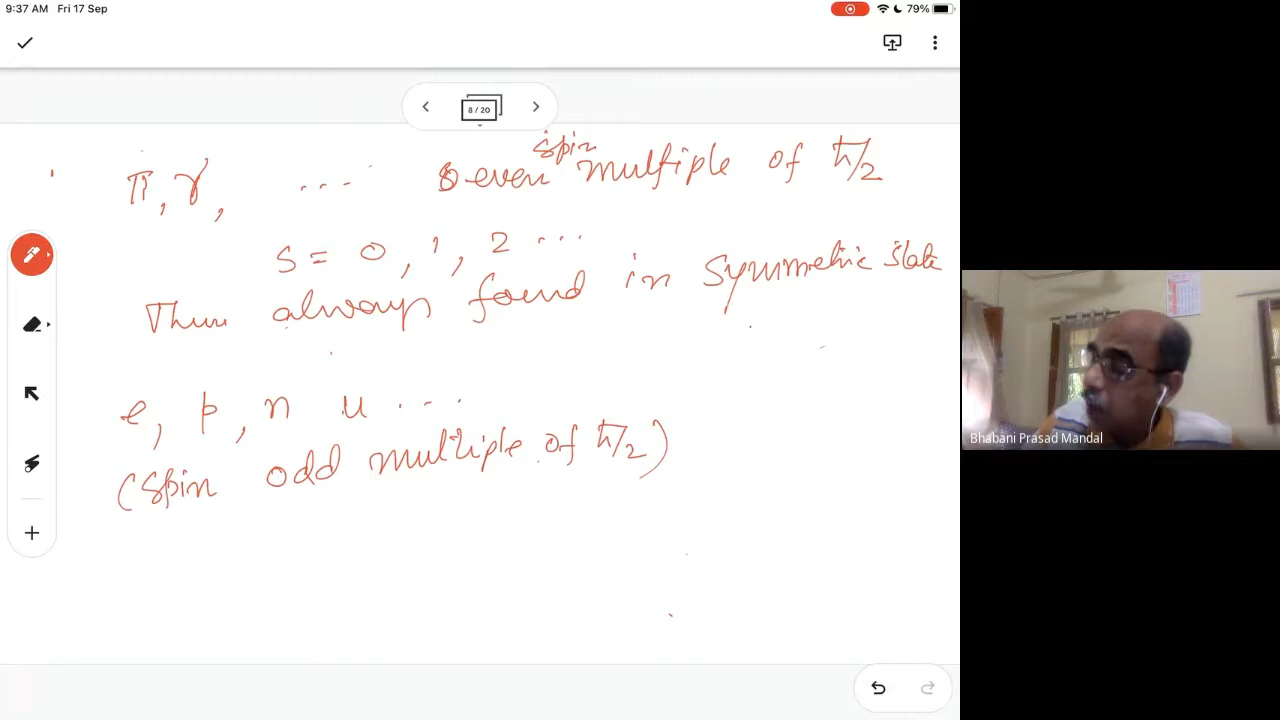 9:37 AM Fri 17 Sep
79%
8 / 20
spin
π, γ, ... even multiple of ħ/2
S = 0, 1, 2 ...
always found in symmetric state
e, p, n u ...
(spin odd multiple of ħ/2)
Bhabani Prasad Mandal